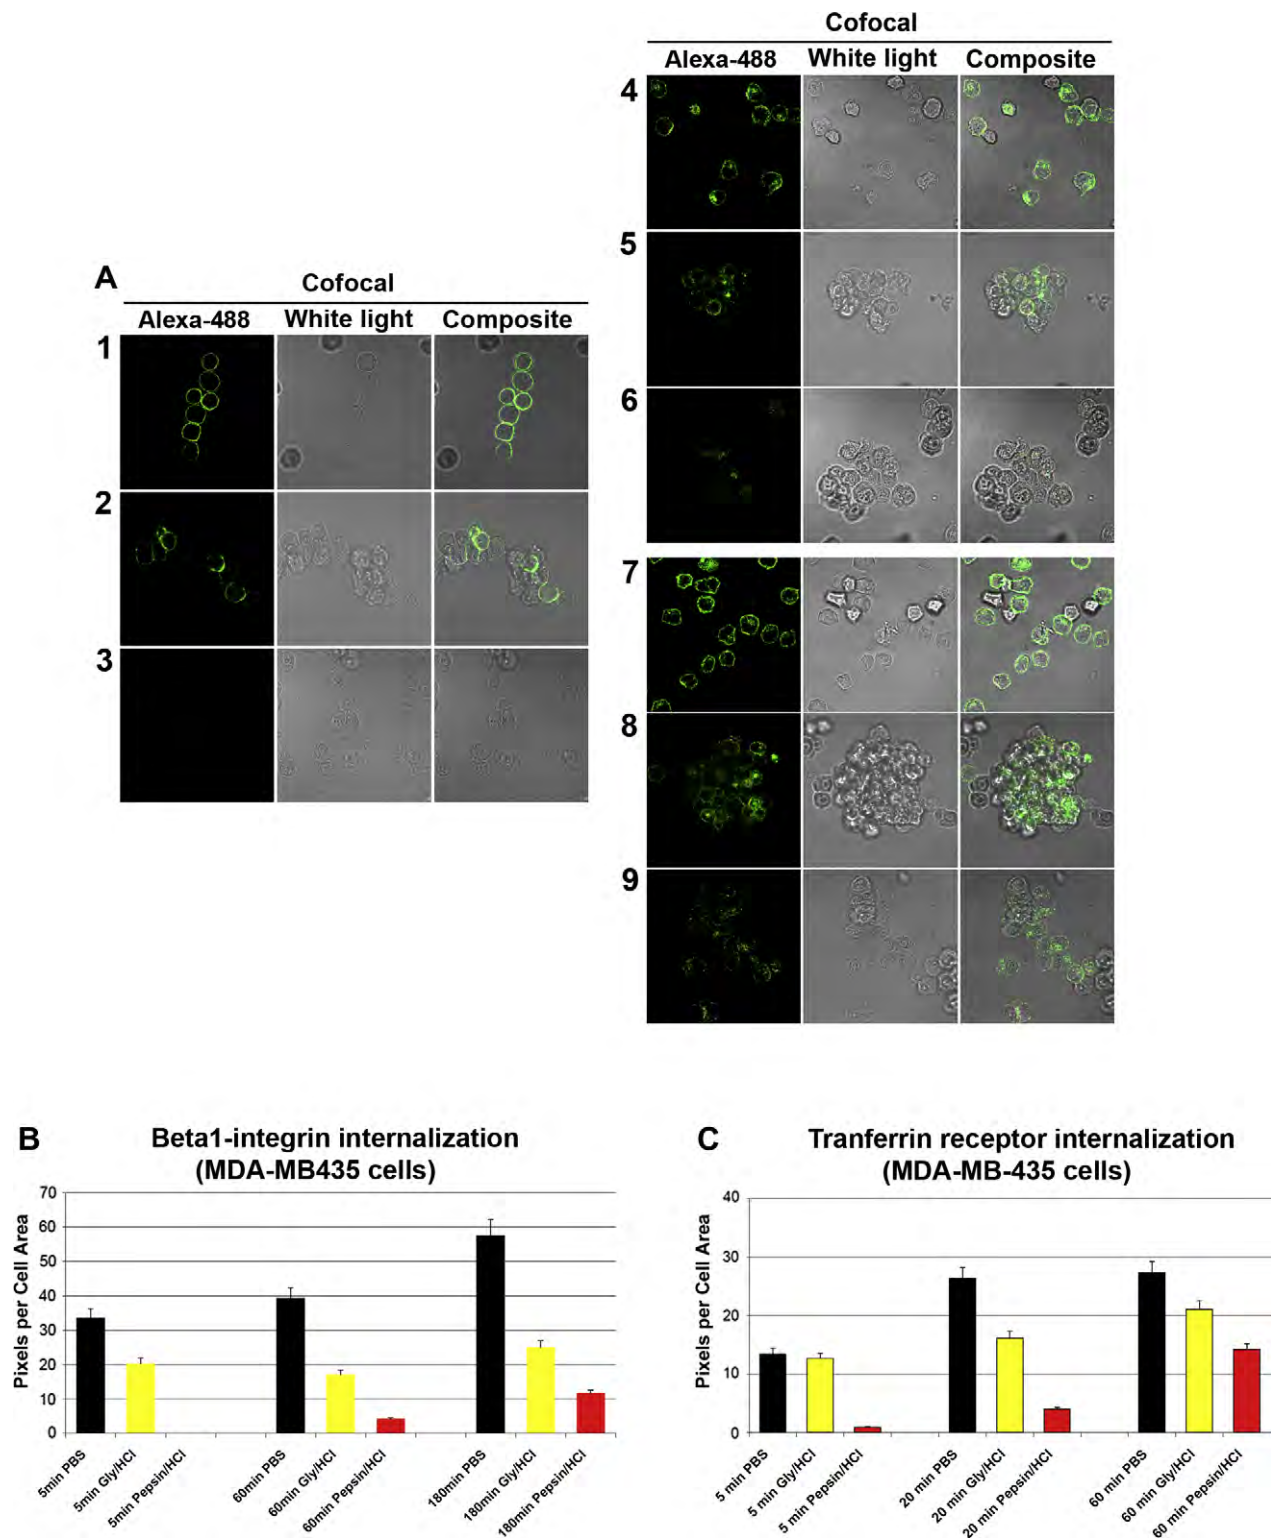 Cofocal
Alexa-488 White light Composite
4
5
6
7
8
9
A
Cofocal
Alexa-488 White light Composite
1
2
3
B
Beta1-integrin internalization
(MDA-MB435 cells)
Pixels per Cell Area
70
60
50
40
30
20
10
0
5min PBS
5min Gly/HCl
5min Pepsin/HCl
60min PBS
60min Gly/HCl
60min Pepsin/HCl
180min PBS
180min Gly/HCl
180min Pepsin/HCl
C
Tranferrin receptor internalization
(MDA-MB-435 cells)
Pixels per Cell Area
40
30
20
10
0
5 min PBS
5 min Gly/HCl
5 min Pepsin/HCl
20 min PBS
20 min Gly/HCl
20 min Pepsin/HCl
60 min PBS
60 min Gly/HCl
60 min Pepsin/HCl